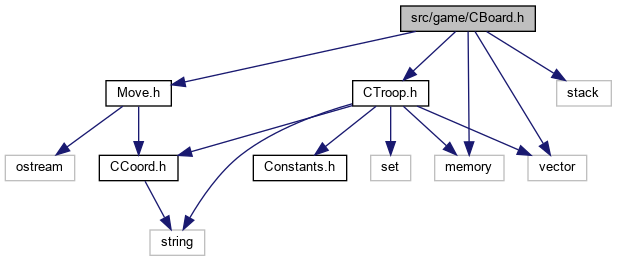 src/game/CBoard.h
Move.h
CTroop.h
stack
ostream
CCoord.h
Constants.h
set
memory
vector
string